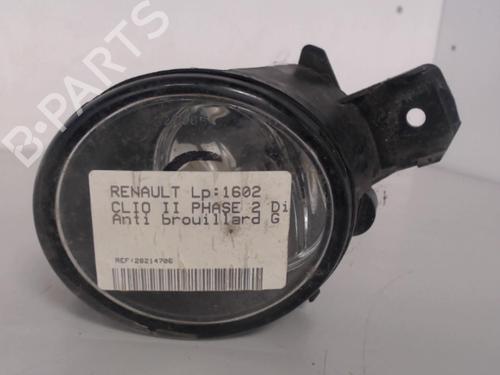 B-PARTS
RENAULT Lp:1602
CLIO II PHASE 2 Di
Anti brouillard G
REF:28214706